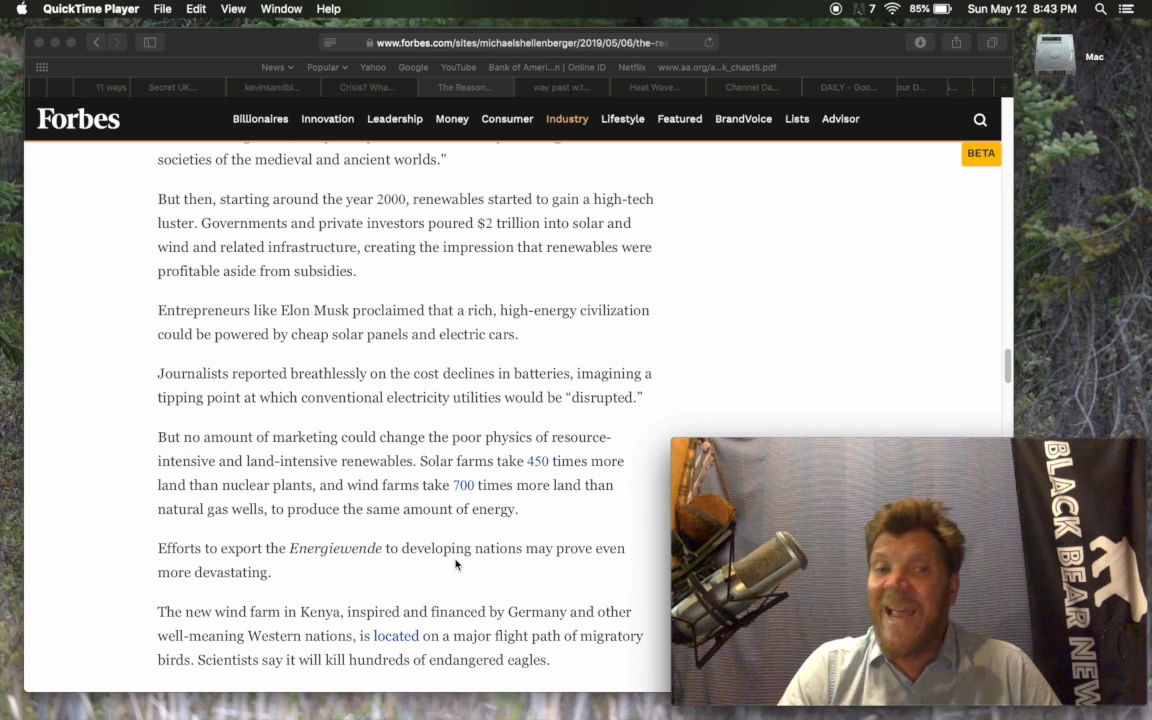 QuickTime Player File Edit View Window Help 7 85% Sun May 12 8:43 PM
www.forbes.com/sites/michaelshellenberger/2019/05/06/the-rea
Mac
News Popular Yahoo Google YouTube Bank of Ameri...n | Online ID Netflix www.aa.org/a...k_chapt5.pdf
11 ways Secret UK... kevinsandbl... Crisis? Wha... The Reason... way past w.t... Heat Wave... Channel Da... DAILY - Goo... our D... s...
Forbes Billionaires Innovation Leadership Money Consumer Industry Lifestyle Featured BrandVoice Lists Advisor
BETA
societies of the medieval and ancient worlds."
But then, starting around the year 2000, renewables started to gain a high-tech
luster. Governments and private investors poured $2 trillion into solar and
wind and related infrastructure, creating the impression that renewables were
profitable aside from subsidies.
Entrepreneurs like Elon Musk proclaimed that a rich, high-energy civilization
could be powered by cheap solar panels and electric cars.
Journalists reported breathlessly on the cost declines in batteries, imagining a
tipping point at which conventional electricity utilities would be “disrupted.”
But no amount of marketing could change the poor physics of resource-
intensive and land-intensive renewables. Solar farms take 450 times more
land than nuclear plants, and wind farms take 700 times more land than
natural gas wells, to produce the same amount of energy.
Efforts to export the Energiewende to developing nations may prove even
more devastating.
The new wind farm in Kenya, inspired and financed by Germany and other
well-meaning Western nations, is located on a major flight path of migratory
birds. Scientists say it will kill hundreds of endangered eagles.
BLACK BEAR NEW